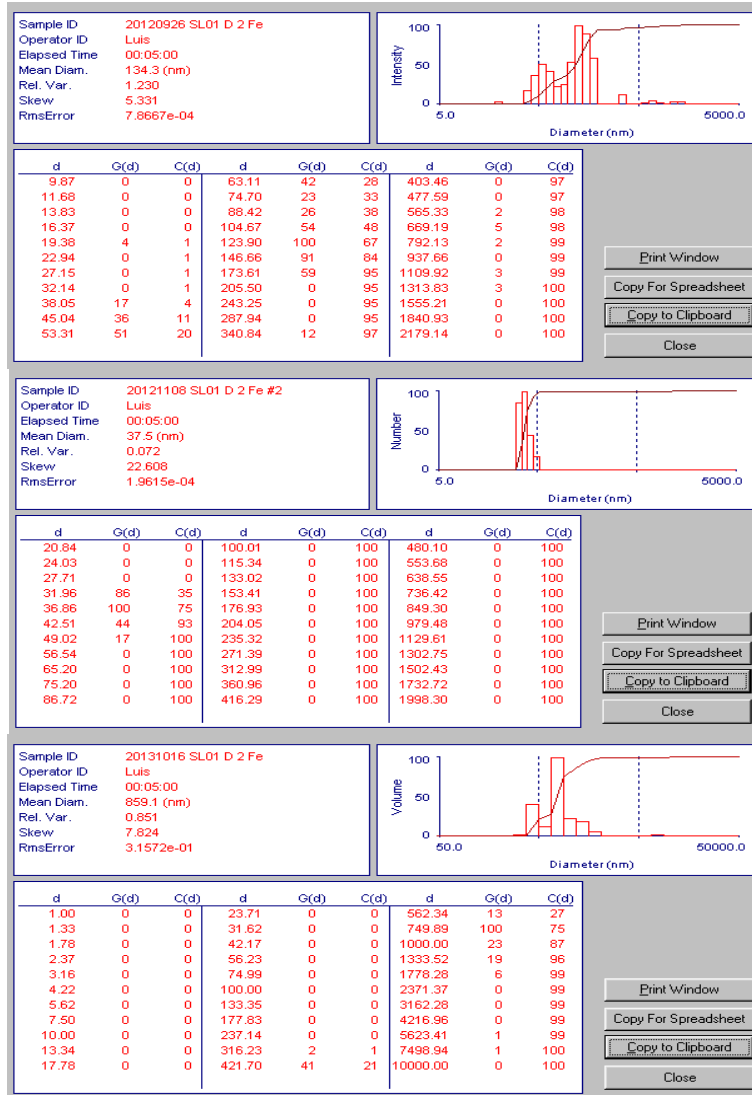 Sample ID 20120926 SL01 D 2 Fe
Operator ID Luis
Elapsed Time 00:05:00
Mean Diam. 134.3 (nm)
Rel. Var. 1.230
Skew 5.331
RmsError 7.8667e-04
Intensity
100
50
0
5.0 5000.0
Diameter (nm)
d G(d) C(d) d G(d) C(d) d G(d) C(d)
9.87 0 0 63.11 42 28 403.46 0 97
11.68 0 0 74.70 23 33 477.59 0 97
13.83 0 0 88.42 26 38 565.33 2 98
16.37 0 0 104.67 54 48 669.19 5 98
19.38 4 1 123.90 100 67 792.13 2 99
22.94 0 1 146.66 91 84 937.66 0 99
27.15 0 1 173.61 59 95 1109.92 3 99
32.14 0 1 205.50 0 95 1313.83 3 100
38.05 17 4 243.25 0 95 1555.21 0 100
45.04 36 11 287.94 0 95 1840.93 0 100
53.31 51 20 340.84 12 97 2179.14 0 100
Print Window
Copy For Spreadsheet
Copy to Clipboard
Close
Sample ID 20121108 SL01 D 2 Fe #2
Operator ID Luis
Elapsed Time 00:05:00
Mean Diam. 37.5 (nm)
Rel. Var. 0.072
Skew 22.608
RmsError 1.9615e-04
Number
100
50
0
5.0 5000.0
Diameter (nm)
d G(d) C(d) d G(d) C(d) d G(d) C(d)
20.84 0 0 100.01 0 100 480.10 0 100
24.03 0 0 115.34 0 100 553.68 0 100
27.71 0 0 133.02 0 100 638.55 0 100
31.96 86 35 153.41 0 100 736.42 0 100
36.86 100 75 176.93 0 100 849.30 0 100
42.51 44 93 204.05 0 100 979.48 0 100
49.02 17 100 235.32 0 100 1129.61 0 100
56.54 0 100 271.39 0 100 1302.75 0 100
65.20 0 100 312.99 0 100 1502.43 0 100
75.20 0 100 360.96 0 100 1732.72 0 100
86.72 0 100 416.29 0 100 1998.30 0 100
Print Window
Copy For Spreadsheet
Copy to Clipboard
Close
Sample ID 20131016 SL01 D 2 Fe
Operator ID Luis
Elapsed Time 00:05:00
Mean Diam. 859.1 (nm)
Rel. Var. 0.851
Skew 7.824
RmsError 3.1572e-01
Volume
100
50
0
50.0 50000.0
Diameter (nm)
d G(d) C(d) d G(d) C(d) d G(d) C(d)
1.00 0 0 23.71 0 0 562.34 13 27
1.33 0 0 31.62 0 0 749.89 100 75
1.78 0 0 42.17 0 0 1000.00 23 87
2.37 0 0 56.23 0 0 1333.52 19 96
3.16 0 0 74.99 0 0 1778.28 6 99
4.22 0 0 100.00 0 0 2371.37 0 99
5.62 0 0 133.35 0 0 3162.28 0 99
7.50 0 0 177.83 0 0 4216.96 0 99
10.00 0 0 237.14 0 0 5623.41 1 99
13.34 0 0 316.23 2 1 7498.94 1 100
17.78 0 0 421.70 41 21 10000.00 0 100
Print Window
Copy For Spreadsheet
Copy to Clipboard
Close